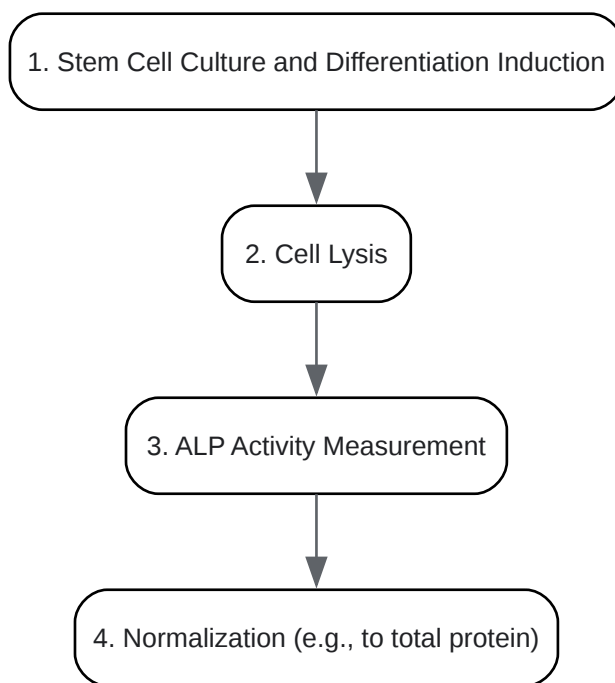 1. Stem Cell Culture and Differentiation Induction
2. Cell Lysis
3. ALP Activity Measurement
4. Normalization (e.g., to total protein)